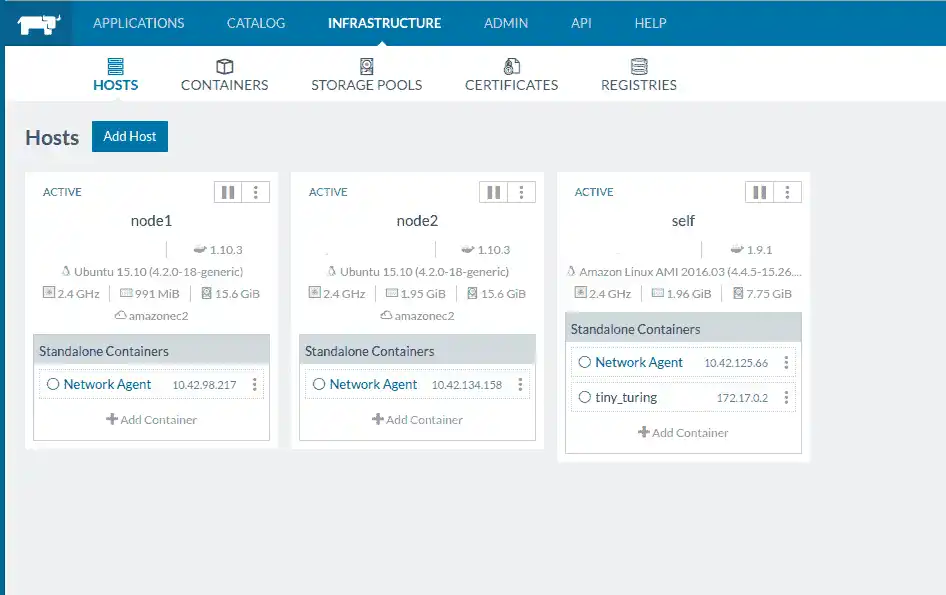 APPLICATIONS CATALOG INFRASTRUCTURE ADMIN API HELP
HOSTS CONTAINERS STORAGE POOLS CERTIFICATES REGISTRIES
Hosts Add Host
ACTIVE
node1
1.10.3
Ubuntu 15.10 (4.2.0-18-generic)
2.4 GHz 991 MiB 15.6 GiB
amazonec2
Standalone Containers
Network Agent 10.42.98.217
Add Container
ACTIVE
node2
1.10.3
Ubuntu 15.10 (4.2.0-18-generic)
2.4 GHz 1.95 GiB 15.6 GiB
amazonec2
Standalone Containers
Network Agent 10.42.134.158
Add Container
ACTIVE
self
1.9.1
Amazon Linux AMI 2016.03 (4.4.5-15.26....
2.4 GHz 1.96 GiB 7.75 GiB
Standalone Containers
Network Agent 10.42.125.66
tiny_turing 172.17.0.2
Add Container